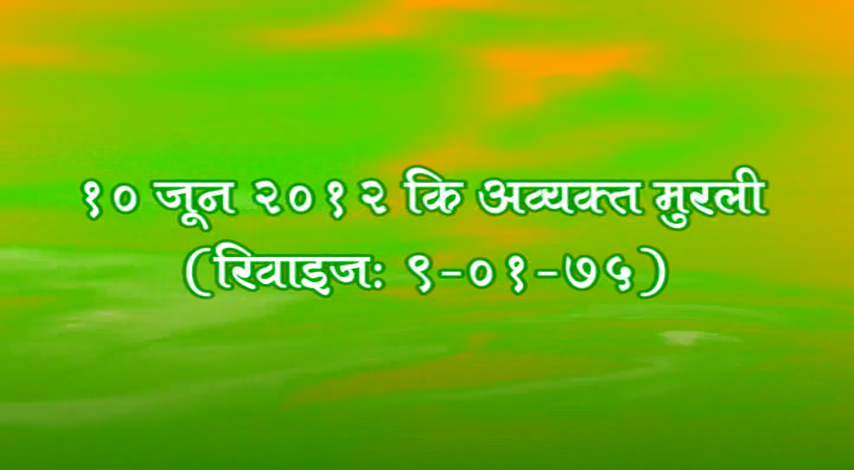 १० जून २०१२ कि अव्यक्त मुरली
(रिवाइज: ९-०१-७५)